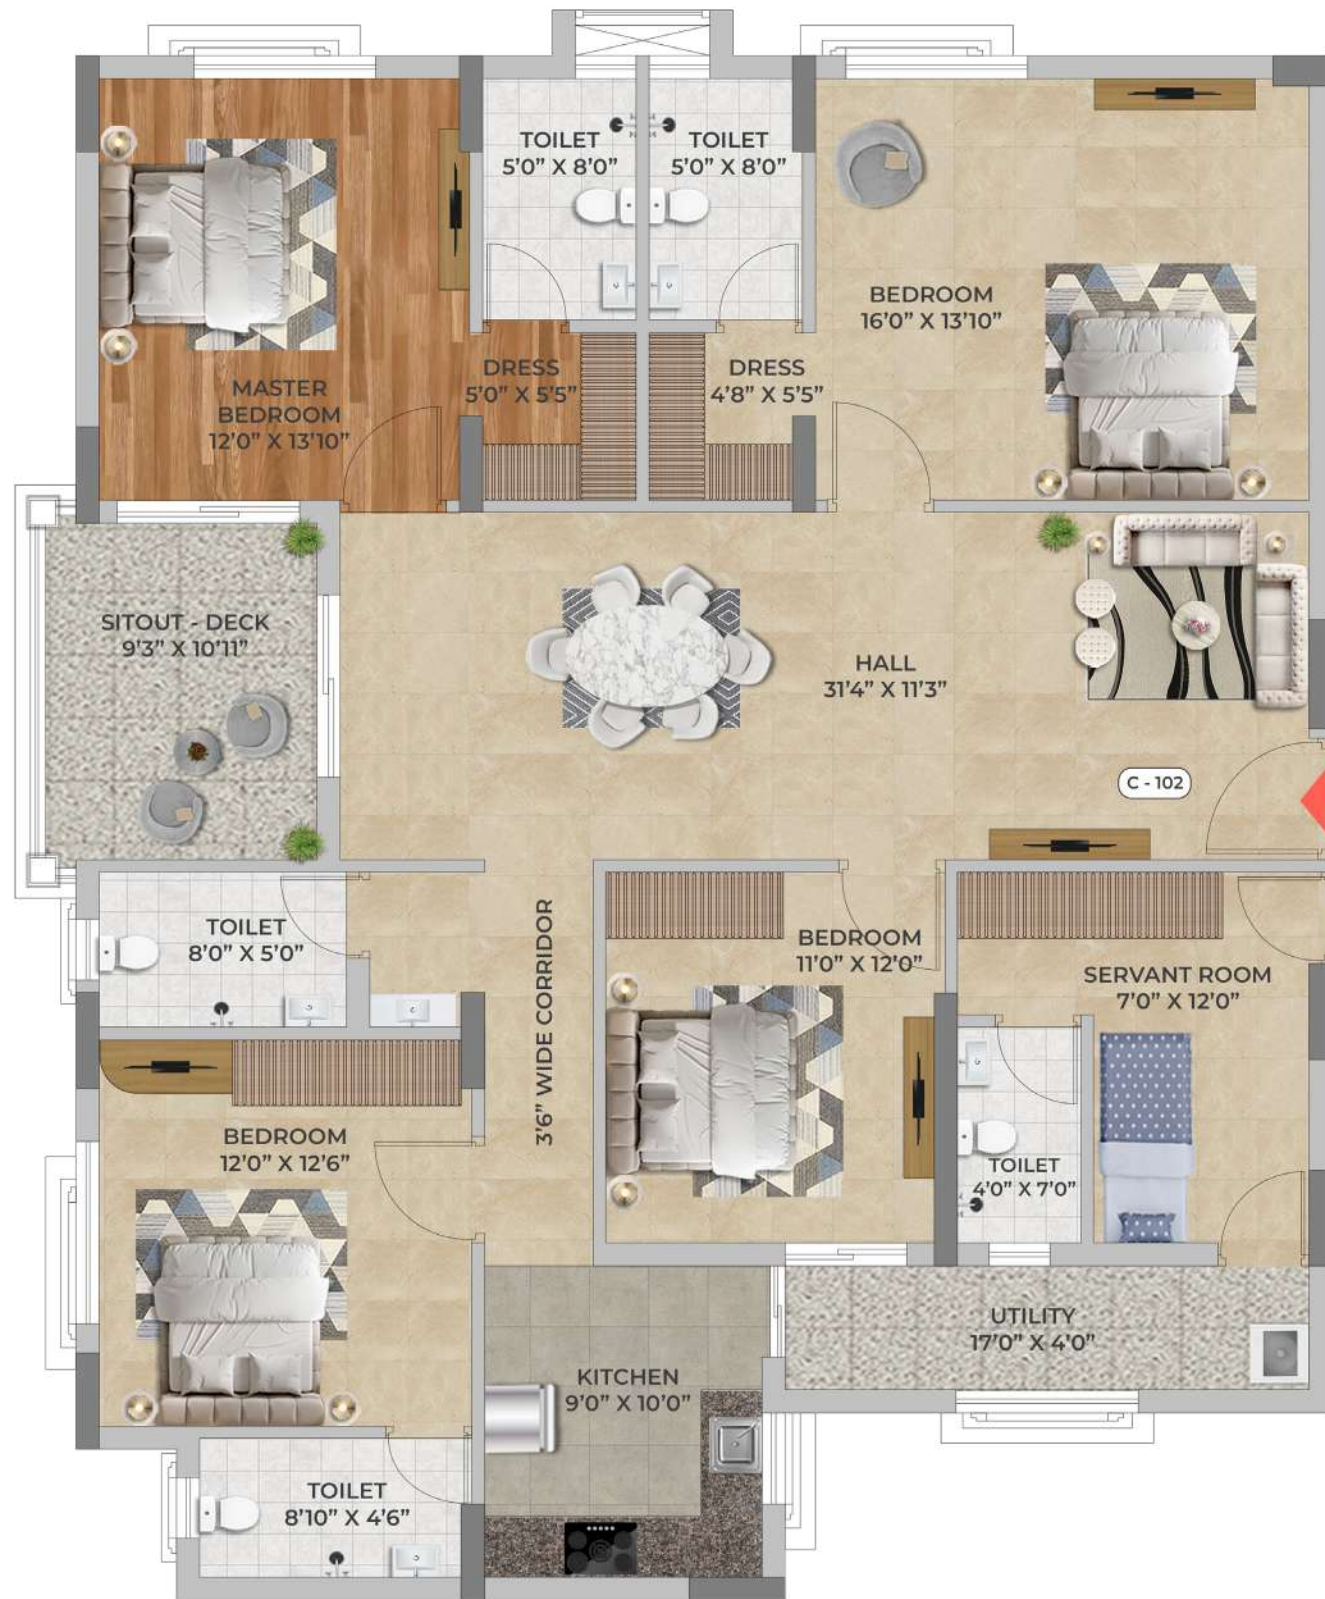 TOILET
5'0” X 8'0”
TOILET
5'0” X 8'0”
BEDROOM
16'0” X 13'10”
MASTER
BEDROOM
12'0” X 13'10”
DRESS
5'0” X 5'5”
DRESS
4'8” X 5'5”
SITOUT - DECK
9'3” X 10'11”
HALL
31'4” X 11'3”
C - 102
TOILET
8'0” X 5'0”
3'6” WIDE CORRIDOR
BEDROOM
11'0” X 12'0”
SERVANT ROOM
7'0” X 12'0”
BEDROOM
12'0” X 12'6”
TOILET
4'0” X 7'0”
UTILITY
17'0” X 4'0”
KITCHEN
9'0” X 10'0”
TOILET
8'10” X 4'6”